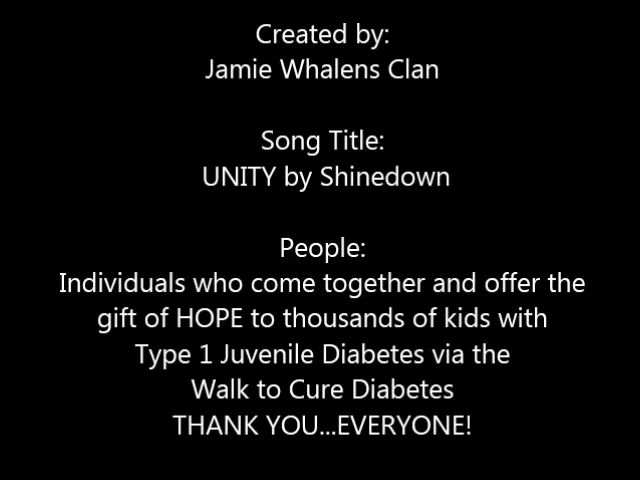 Created by:
Jamie Whalens Clan
Song Title:
UNITY by Shinedown
People:
Individuals who come together and offer the
gift of HOPE to thousands of kids with
Type 1 Juvenile Diabetes via the
Walk to Cure Diabetes
THANK YOU...EVERYONE!